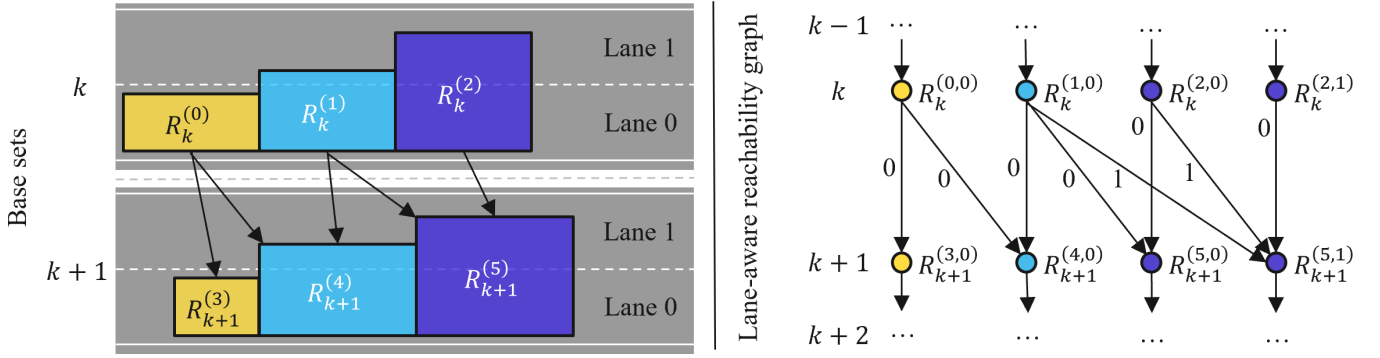 Base sets
k
Lane 1
R_k^{(2)}
R_k^{(1)}
R_k^{(0)}
Lane 0
k + 1
Lane 1
R_{k+1}^{(5)}
R_{k+1}^{(4)}
R_{k+1}^{(3)}
Lane 0
Lane-aware reachability graph
k − 1 ... ... ... ...
k R_k^{(0,0)} R_k^{(1,0)} R_k^{(2,0)} R_k^{(2,1)}
0 0 0 0 1 0 1 0
k + 1 R_{k+1}^{(3,0)} R_{k+1}^{(4,0)} R_{k+1}^{(5,0)} R_{k+1}^{(5,1)}
k + 2 ... ... ... ...